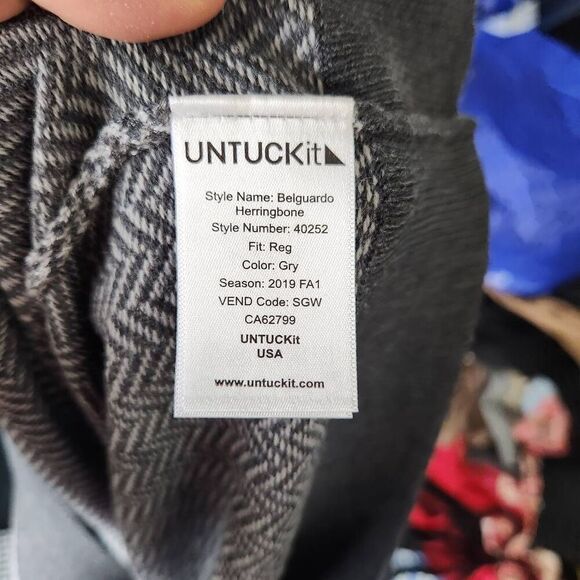 UNTUCKit
Style Name: Belguardo
Herringbone
Style Number: 40252
Fit: Reg
Color: Gry
Season: 2019 FA1
VEND Code: SGW
CA62799
UNTUCKit
USA
www.untuckit.com